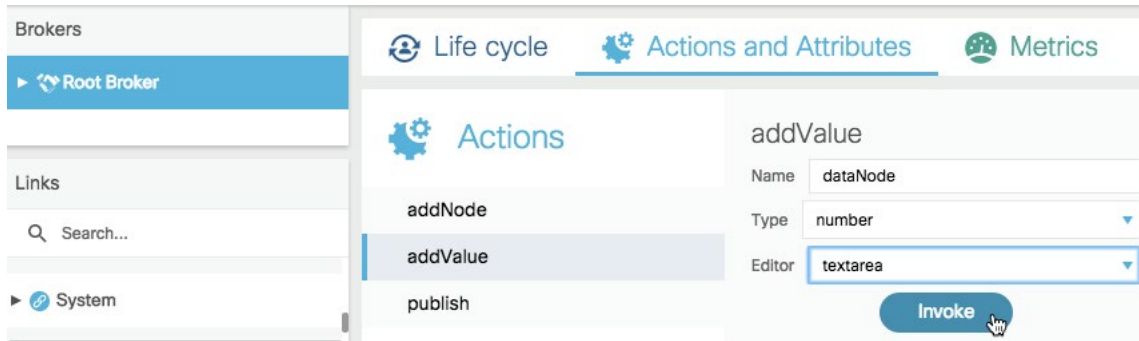 Brokers
Root Broker
Links
Search...
System
Life cycle
Actions and Attributes
Metrics
Actions
addNode
addValue
publish
addValue
Name dataNode
Type number
Editor textarea
Invoke